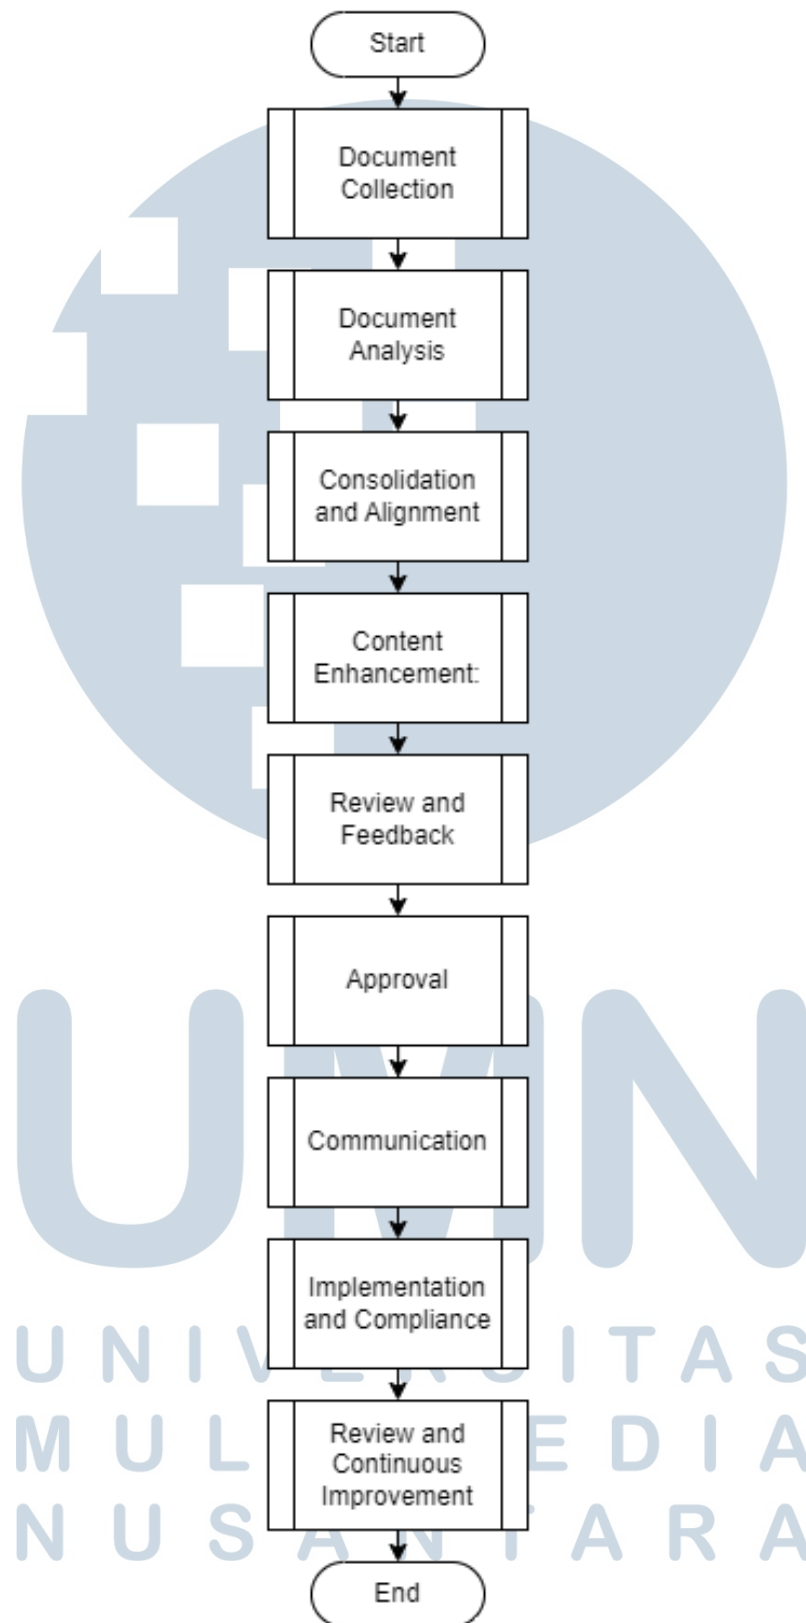 Start
Document
Collection
Document
Analysis
Consolidation
and Alignment
Content
Enhancement:
Review and
Feedback
Approval
Communication
Implementation
and Compliance
Review and
Continuous
Improvement
End
UMN
UNIVERSITAS
MULTIMEDIA
NUSANTARA